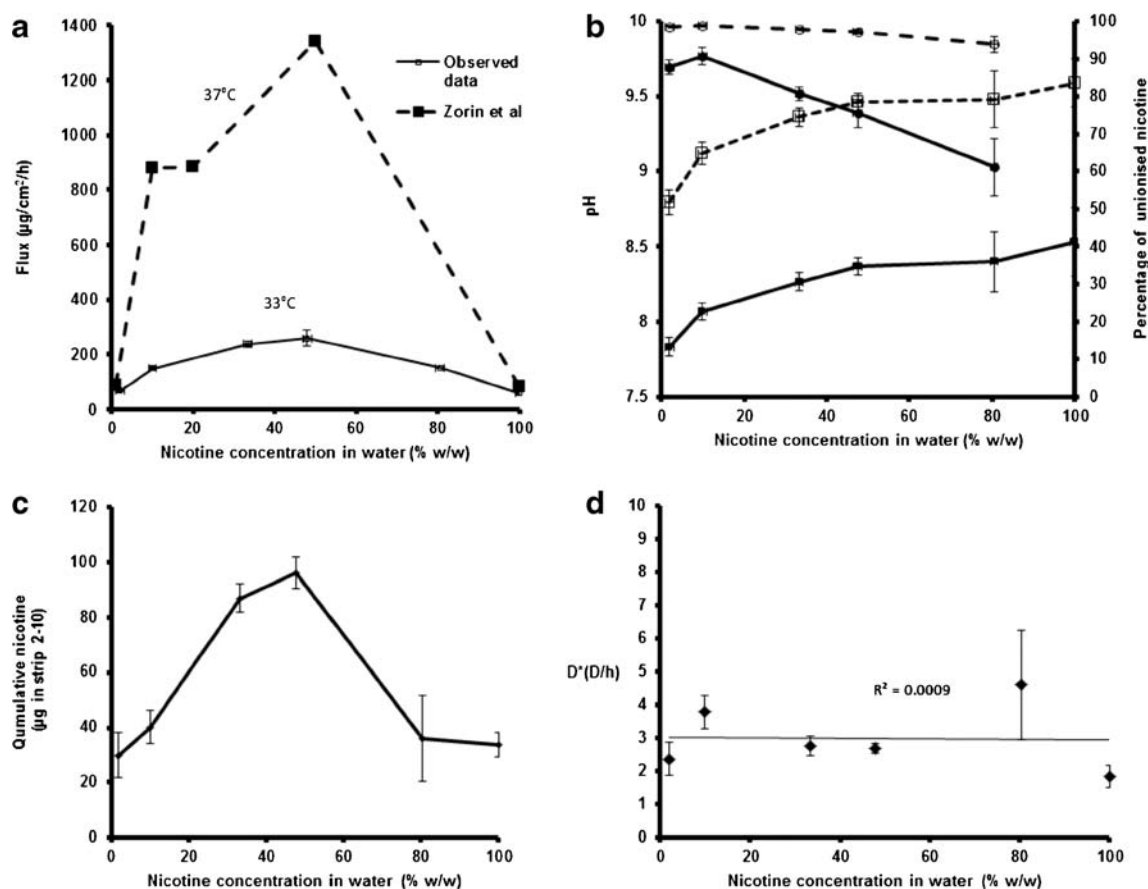 a
1400
1200
1000
800
600
400
200
0
Flux (µg/cm²/h)
37°C
33°C
Observed
data
Zorin et al
0 20 40 60 80 100
Nicotine concentration in water (% w/w)
b
10
9.5
9
8.5
8
7.5
pH
100
90
80
70
60
50
40
30
20
10
0
Percentage of unionised nicotine
0 20 40 60 80 100
Nicotine concentration in water (% w/w)
c
120
100
80
60
40
20
0
Qumulative nicotine
(µg in strip 2-10)
0 20 40 60 80 100
Nicotine concentration in water (% w/w)
d
10
9
8
7
6
5
4
3
2
1
0
D*(D/h)
R² = 0.0009
0 20 40 60 80 100
Nicotine concentration in water (% w/w)